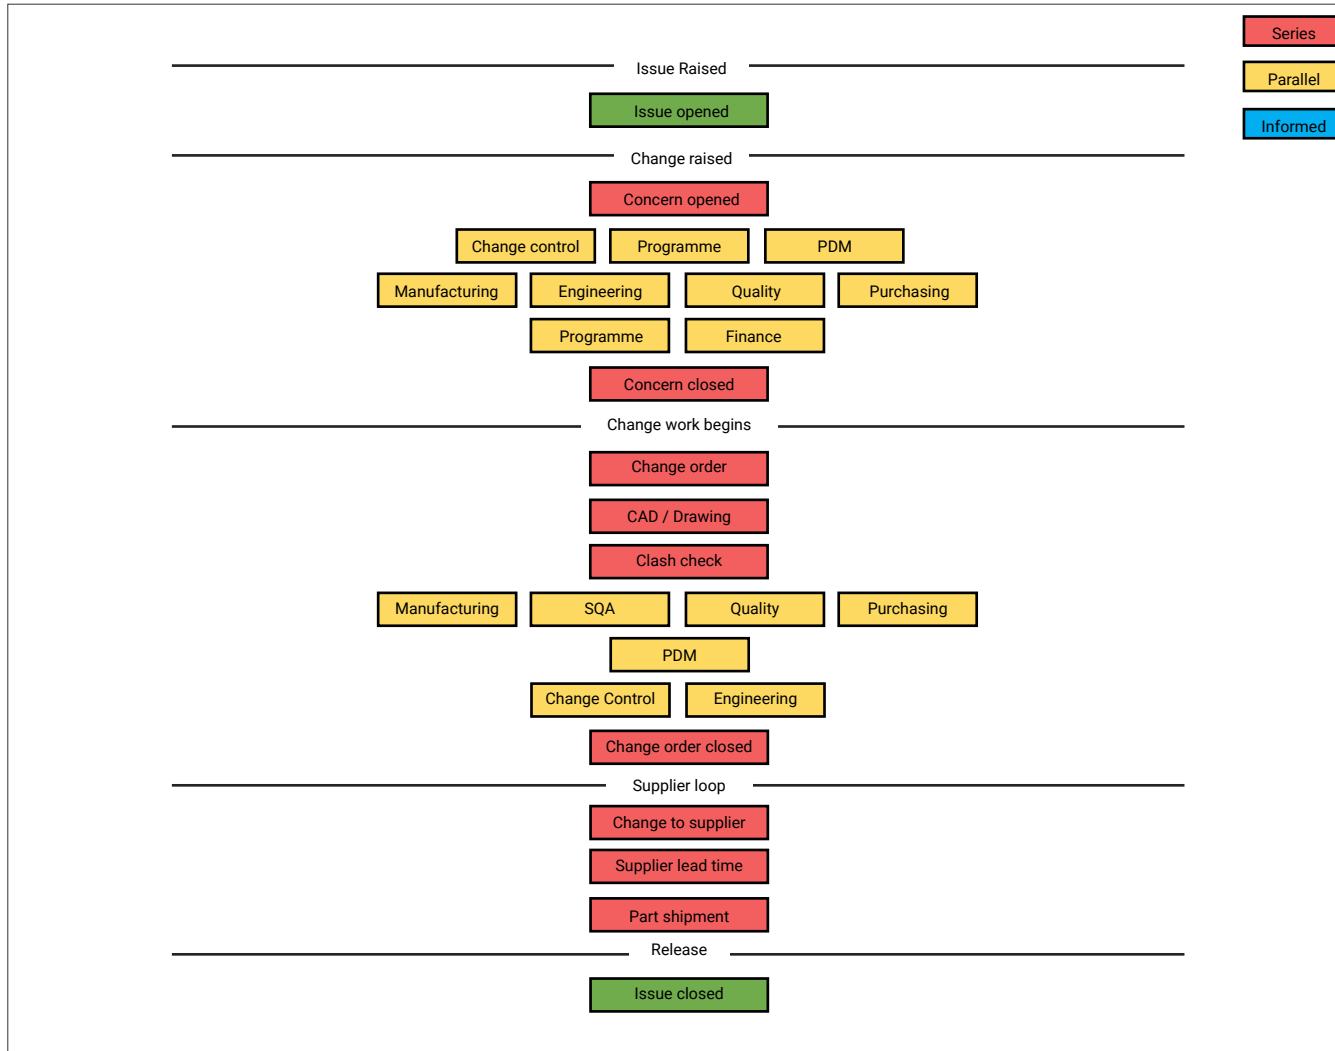 Series
Issue Raised
Parallel
Issue opened
Informed
Change raised
Concern opened
Change control Programme PDM
Manufacturing Engineering Quality Purchasing
Programme Finance
Concern closed
Change work begins
Change order
CAD / Drawing
Clash check
Manufacturing SQA Quality Purchasing
PDM
Change Control Engineering
Change order closed
Supplier loop
Change to supplier
Supplier lead time
Part shipment
Release
Issue closed